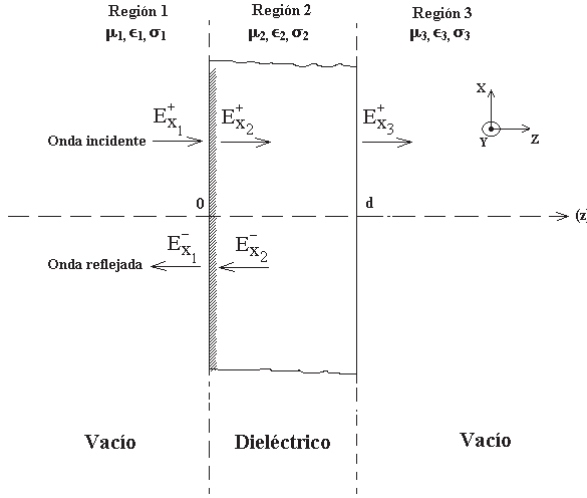 Región 1 Región 2 Región 3
μ₁, ϵ₁, σ₁ μ₂, ϵ₂, σ₂ μ₃, ϵ₃, σ₃
X
Onda incidente E⁺x₁ E⁺x₂ E⁺x₃
Y Z
0 d (z)
Onda reflejada E⁻x₁ E⁻x₂
Vacío Dieléctrico Vacío